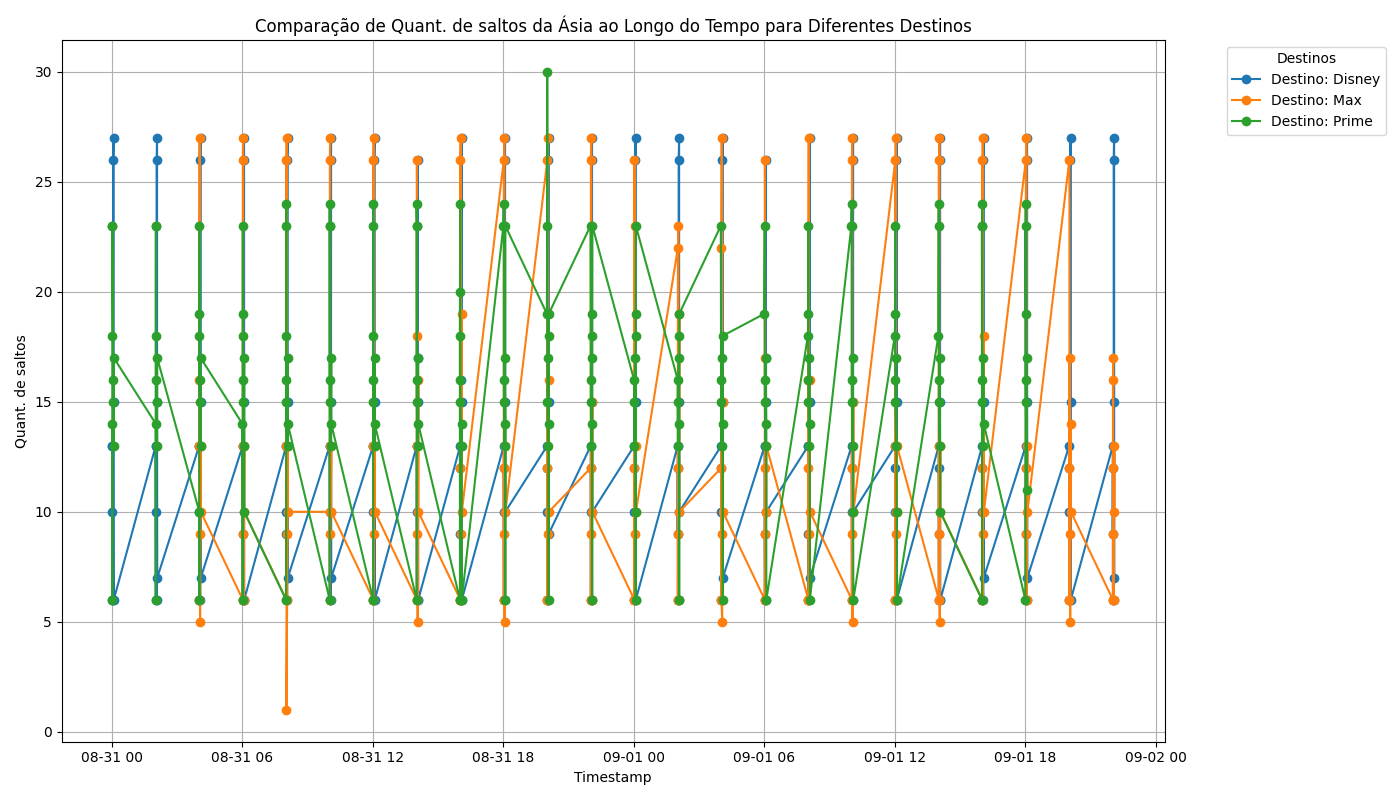 Comparação de Quant. de saltos da Ásia ao Longo do Tempo para Diferentes Destinos
Destinos
Destino: Disney
Destino: Max
Destino: Prime
Quant. de saltos
30
25
20
15
10
5
0
08-31 00
08-31 06
08-31 12
08-31 18
09-01 00
09-01 06
09-01 12
09-01 18
09-02 00
Timestamp